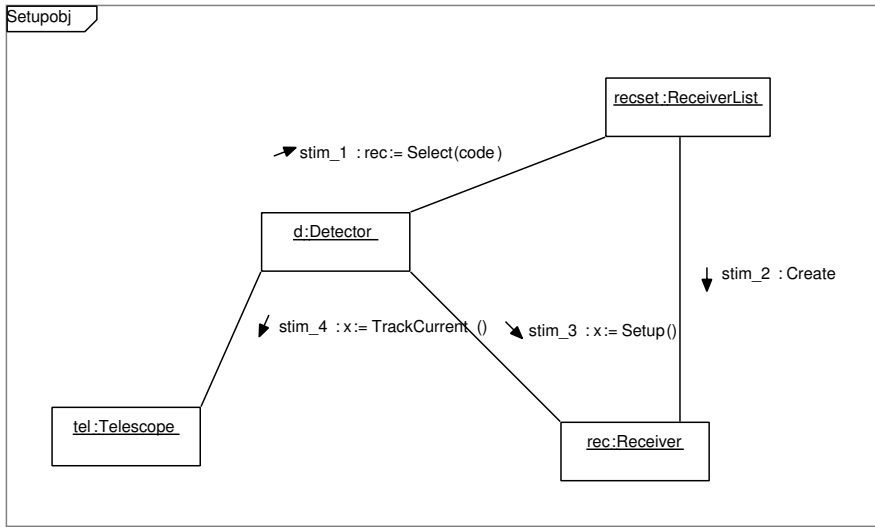 Setupobj
recset:ReceiverList
stim_1 : rec:= Select(code)
d:Detector
stim_2 : Create
stim_4 : x:= TrackCurrent ()
stim_3 : x:= Setup()
tel:Telescope
rec:Receiver